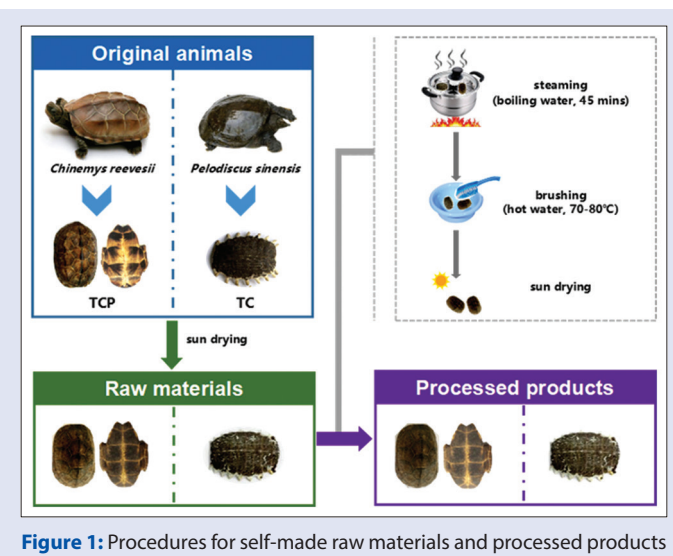 Original animals
Chinemys reevesii
Pelodiscus sinensis
TCP
TC
sun drying
Raw materials
steaming
(boiling water, 45 mins)
brushing
(hot water, 70-80℃)
sun drying
Processed products
Figure 1: Procedures for self-made raw materials and processed products